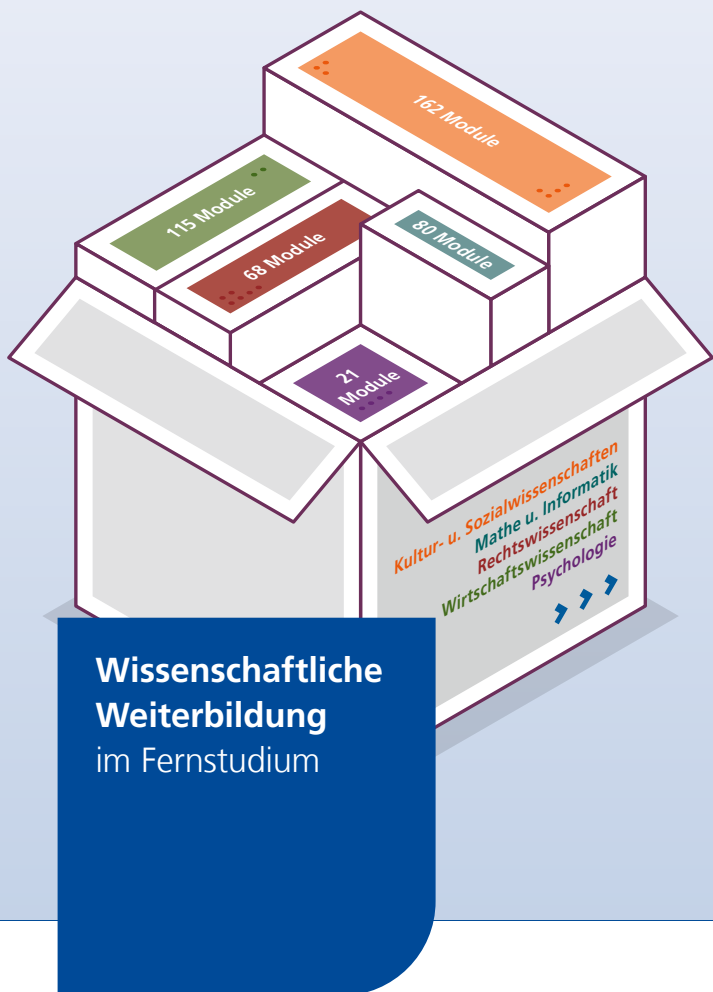 162 Module
115 Module
68 Module
80 Module
21
Module
Kultur- u. Sozialwissenschaften
Mathe u. Informatik
Rechtswissenschaft
Wirtschaftswissenschaft
Psychologie
Wissenschaftliche
Weiterbildung
im Fernstudium